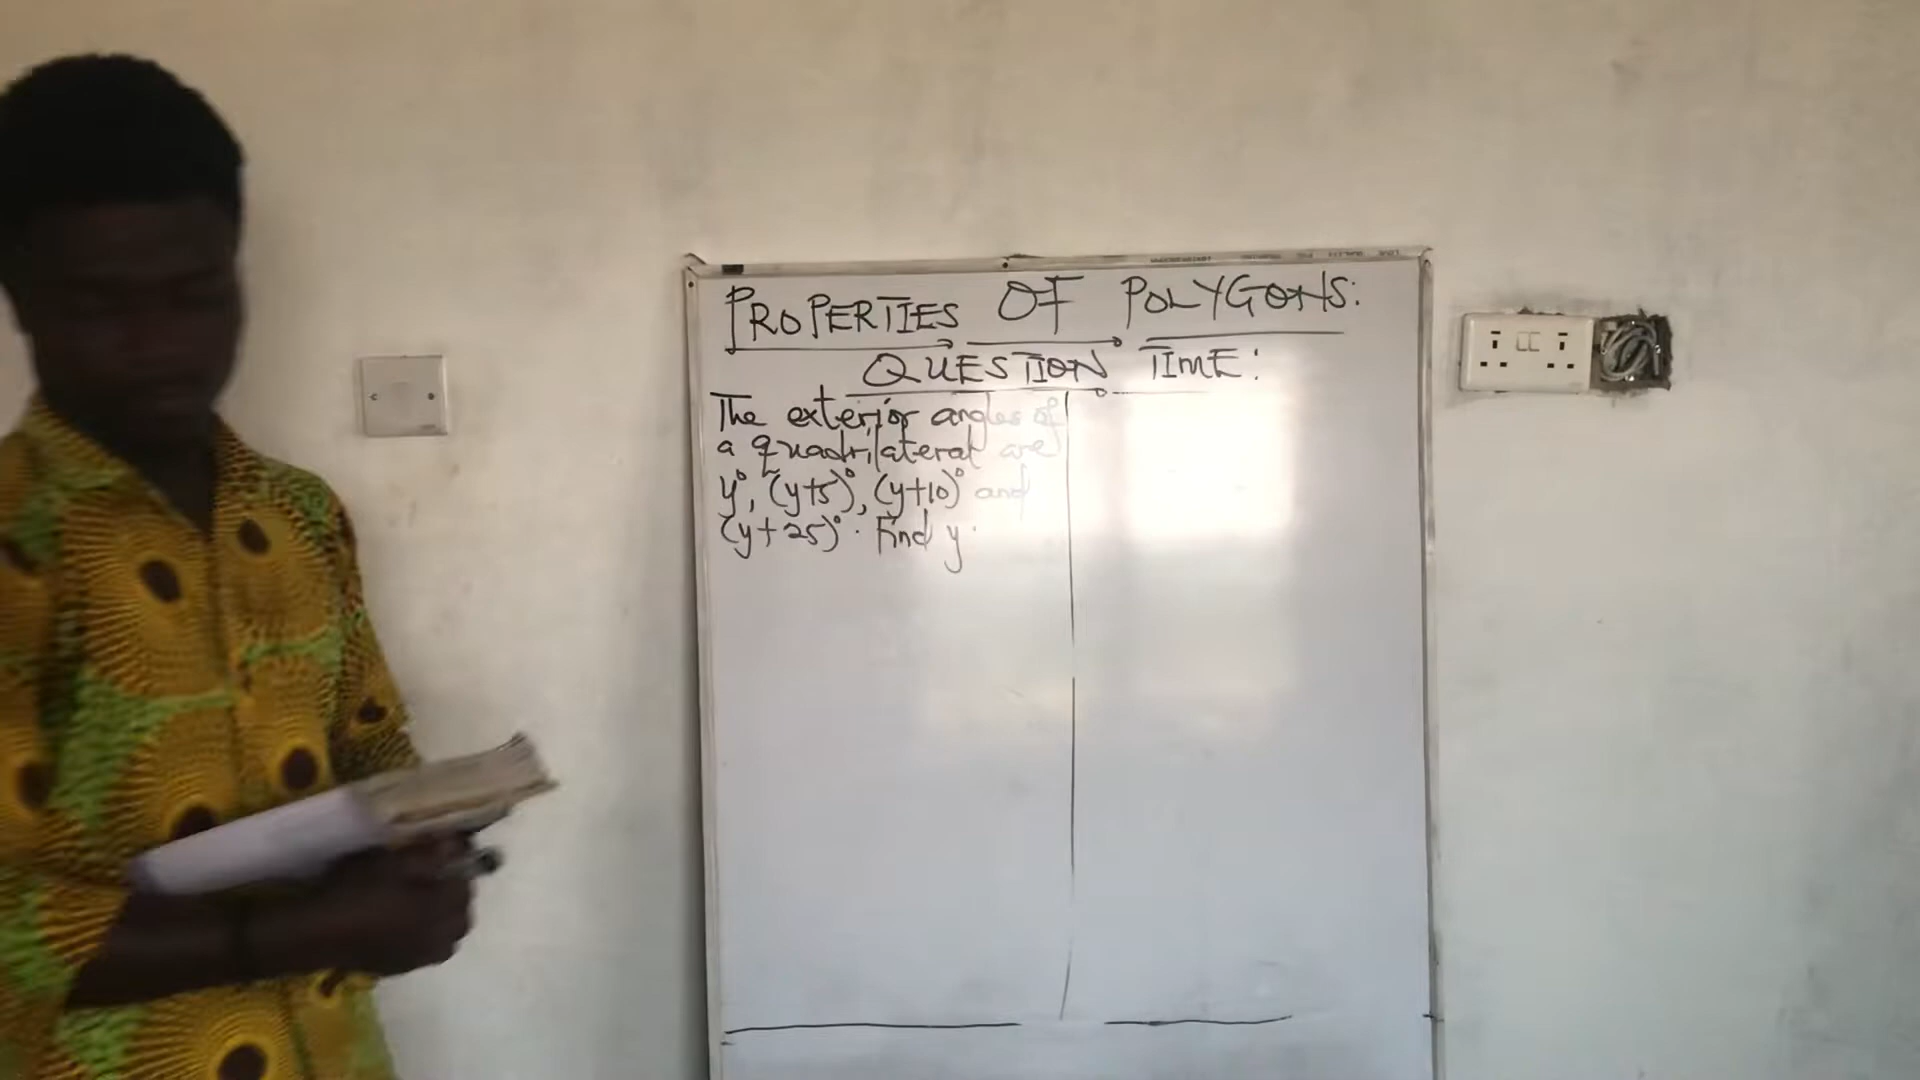 PROPERTIES OF POLYGONS:
QUESTION TIME:
The exterior angles of
a quadrilateral are
y°, (y+5)°, (y+10)° and
(y+25)°. Find y.